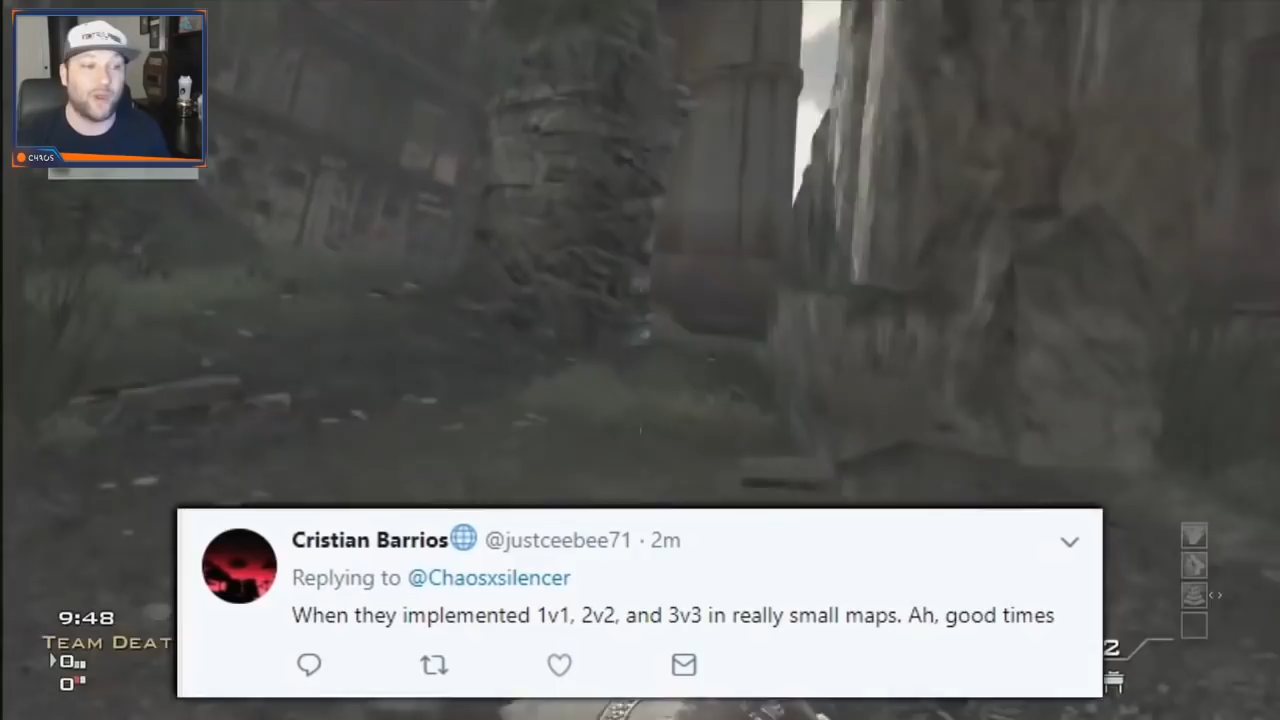 CHAOS
Cristian Barrios @justceebee71 · 2m
Replying to @Chaosxsilencer
When they implemented 1v1, 2v2, and 3v3 in really small maps. Ah, good times
9:48
TEAM DEAT
0
0
2